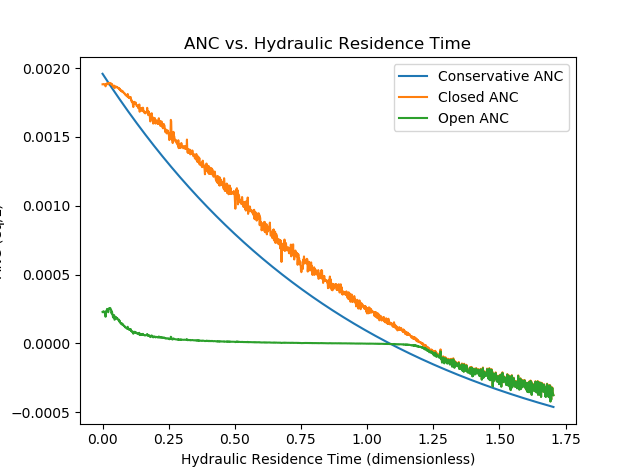 ANC vs. Hydraulic Residence Time
Conservative ANC
Closed ANC
Open ANC
0.0020
0.0015
0.0010
0.0005
0.0000
−0.0005
0.00
0.25
0.50
0.75
1.00
1.25
1.50
1.75
Hydraulic Residence Time (dimensionless)